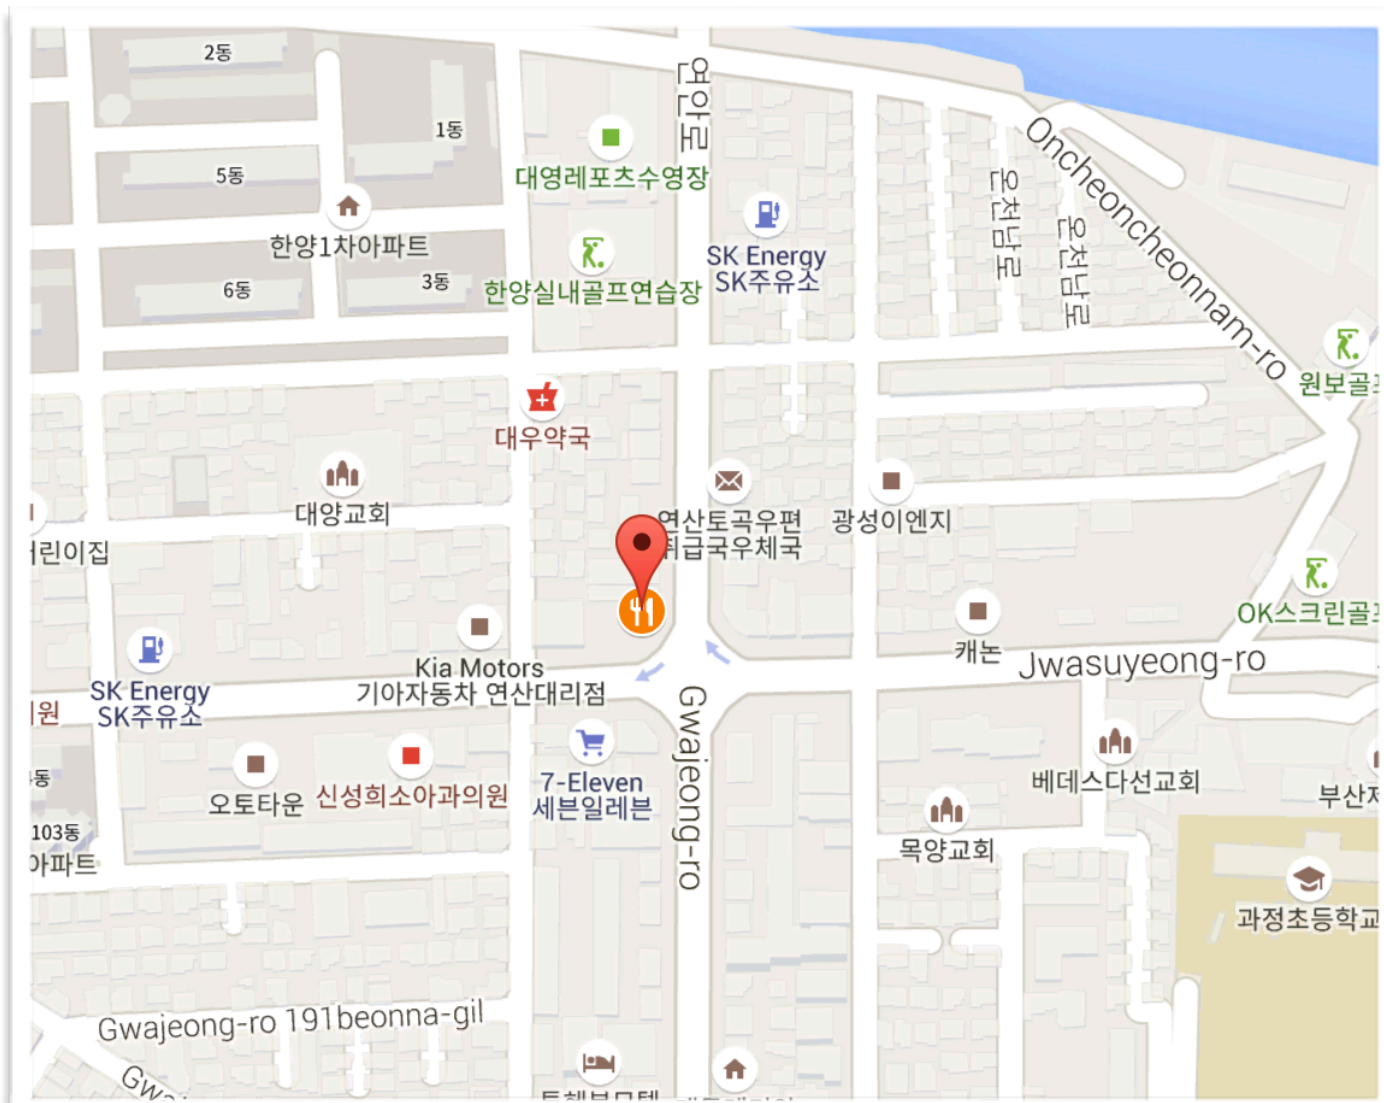 2동
1동
5동
한양1차아파트
6동
3동
연안로
대영레포츠수영장
SK Energy
SK주유소
한양실내골프연습장
Oncheoncheonnam-ro
온천남로
온천남로
대우약국
대양교회
연산토곡우편
취급국우체국
광성이엔지
어린이집
원보골프
OK스크린골프
Kia Motors
기아자동차 연산대리점
SK Energy
SK주유소
캐논
Jwasuyeong-ro
Gwajeong-ro
7-Eleven
세븐일레븐
오토타운
신성희소아과의원
베데스다선교회
목양교회
103동
아파트
과정초등학교
Gwajeong-ro 191beonna-gil